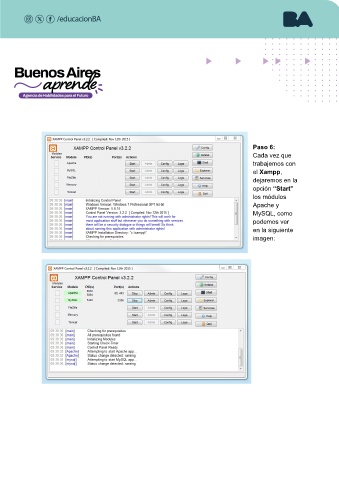 /educacionBA
BA
Buenos Aires
aprende
Agencia de Habilidades para el Futuro
XAMPP Control Panel v3.2.2 [ Compiled: Nov 12th 2015 ]
XAMPP Control Panel v3.2.2
Config
Modules
Service Module PID(s) Port(s) Actions
Netstat
Apache Start Admin Config Logs Shell
MySQL Start Admin Config Logs Explorer
FileZilla Start Admin Config Logs Services
Mercury Start Admin Config Logs Help
Tomcat Start Admin Config Logs Quit
[main] Initializing Control Panel
[main] Windows Version: Windows 7 Professional SP1 64-bit
[main] XAMPP Version: 5.6.15
[main] Control Panel Version: 3.2.2 [ Compiled: Nov 12th 2015 ]
[main] You are not running with administrator rights! This will work for
[main] most application stuff but whenever you do something with services
[main] there will be a security dialogue or things will break! So think
[main] about running this application with administrator rights!
[main] XAMPP Installation Directory: "c:\xampp\"
[main] Checking for prerequisites
Paso 6:
Cada vez que
trabajemos con
el Xampp,
dejaremos en la
opción “Start”
los módulos
Apache y
MySQL, como
podemos ver
en la siguiente
imagen:
XAMPP Control Panel v3.2.2 [ Compiled: Nov 12th 2015 ]
XAMPP Control Panel v3.2.2
Config
Modules
Service Module PID(s) Port(s) Actions
Netstat
Apache 80, 443 Stop Admin Config Logs Shell
MySQL 3306 Stop Admin Config Logs Explorer
FileZilla Start Admin Config Logs Services
Mercury Start Admin Config Logs Help
Tomcat Start Admin Config Logs Quit
[main] Checking for prerequisites
[main] All prerequisites found
[main] Initializing Modules
[main] Starting Check-Timer
[main] Control Panel Ready
[Apache] Attempting to start Apache app...
[Apache] Status change detected: running
[mysql] Attempting to start MySQL app...
[mysql] Status change detected: running